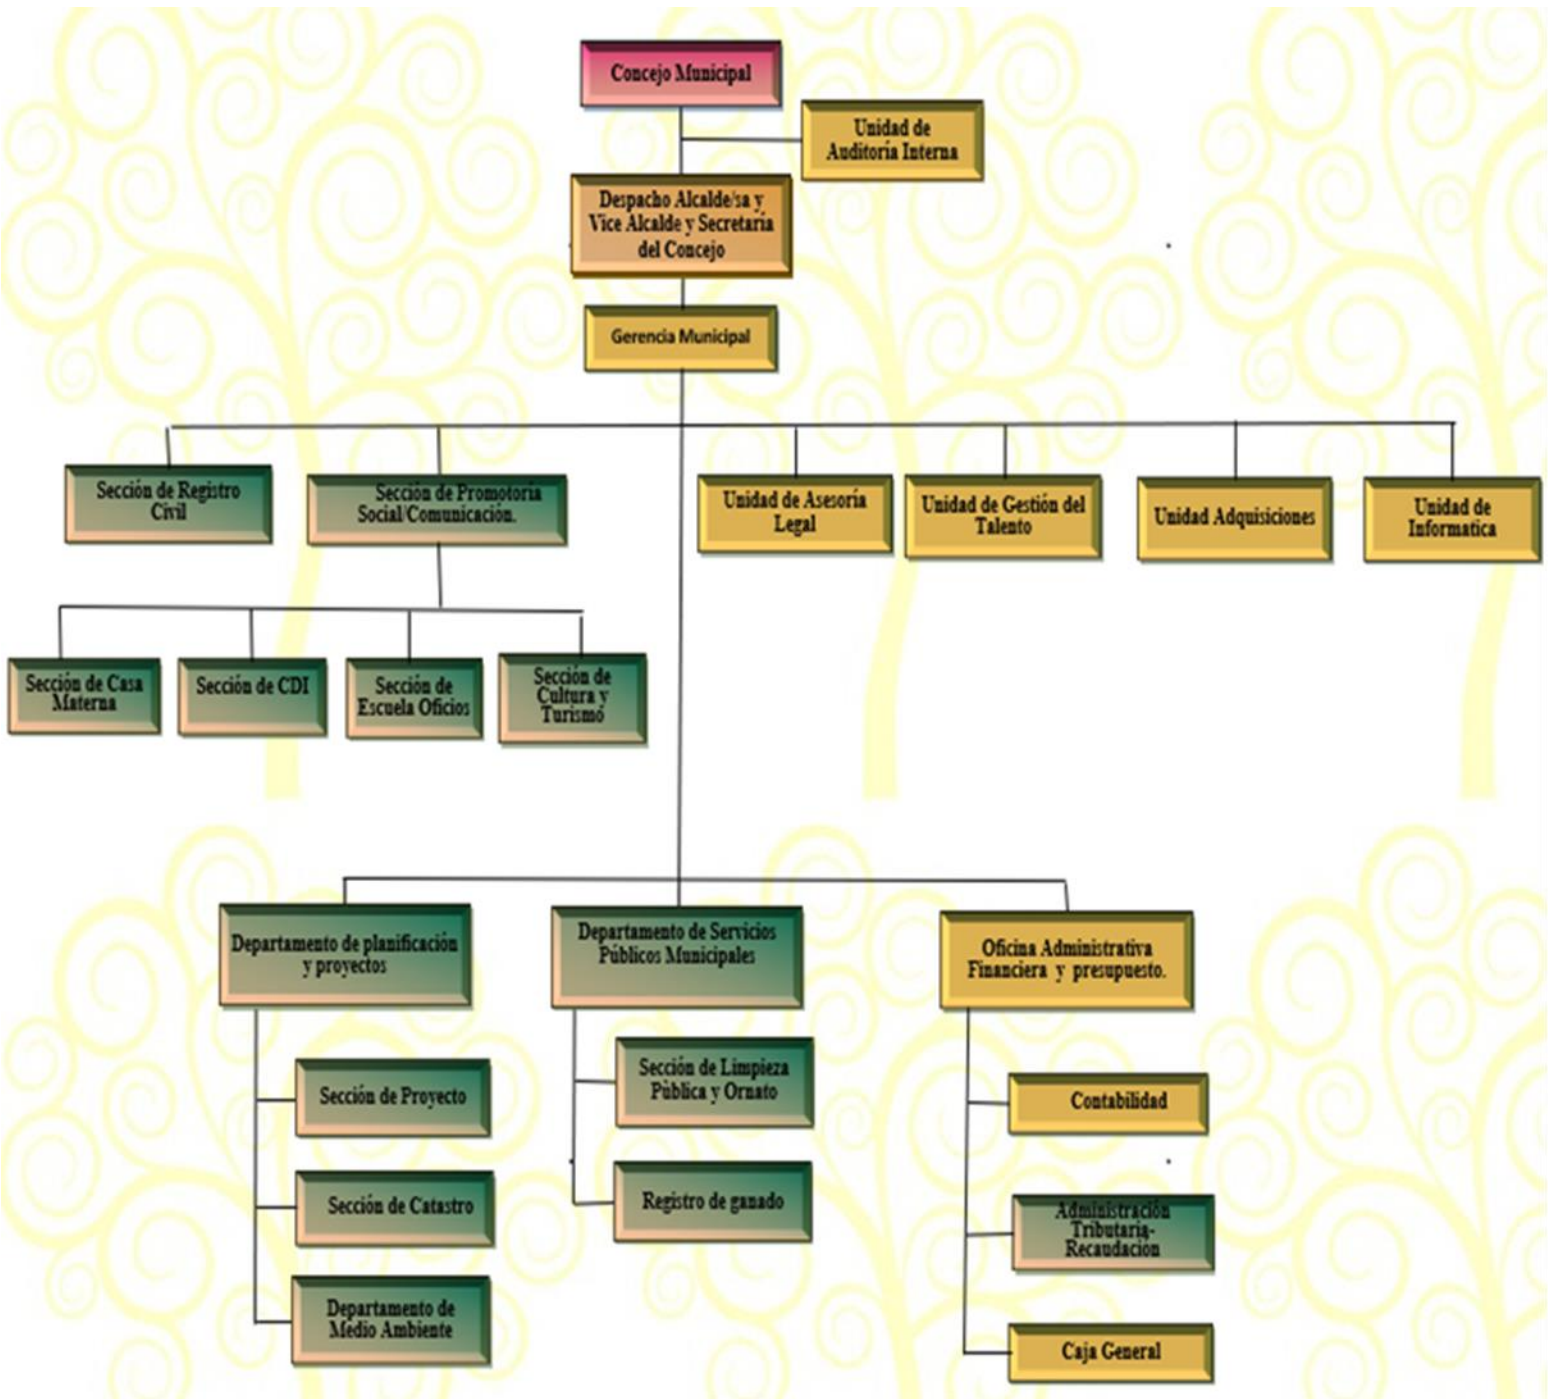 Concejo Municipal
Unidad de
Auditoria Interna
Despacho Alcalde/sa y
Vice Alcalde y Secretaria
del Concejo
Gerencia Municipal
Sección de Registro
Civil
Sección de Promotoria
Social/Comunicación.
Unidad de Asesoría
Legal
Unidad de Gestión del
Talento
Unidad Adquisiciones
Unidad de
Informatica
Sección de Casa
Materna
Sección de CDI
Sección de
Escuela Oficios
Sección de
Cultura y
Turismo
Departamento de planificación
y proyectos
Departamento de Servicios
Públicos Municipales
Oficina Administrativa
Financiera y presupuesto.
Sección de Proyecto
Sección de Catastro
Departamento de
Medio Ambiente
Sección de Limpieza
Pública y Ornato
Registro de ganado
Contabilidad
Administración
Tributaria-
Recaudación
Caja General